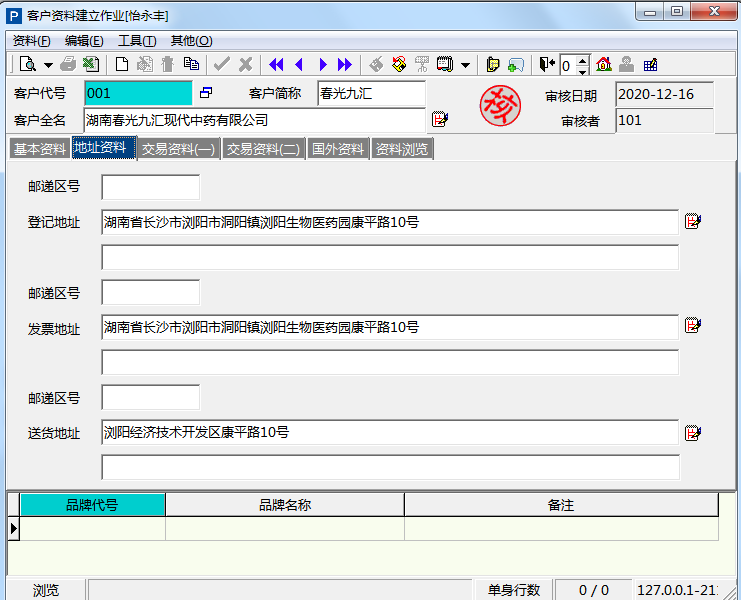 客户资料建立作业[怡永丰]
资料(F) 编辑(E) 工具(T) 其他(O)
0
客户代号 001 客户简称 春光九汇 核 审核日期 2020-12-16
客户全名 湖南春光九汇现代中药有限公司 审核者 101
基本资料 地址资料 交易资料(一) 交易资料(二) 国外资料 资料浏览
邮递区号
登记地址 湖南省长沙市浏阳市洞阳镇浏阳生物医药园康平路10号
邮递区号
发票地址 湖南省长沙市浏阳市洞阳镇浏阳生物医药园康平路10号
邮递区号
送货地址 浏阳经济技术开发区康平路10号
品牌代号 品牌名称 备注
浏览 单身行数 0 / 0 127.0.0.1-21